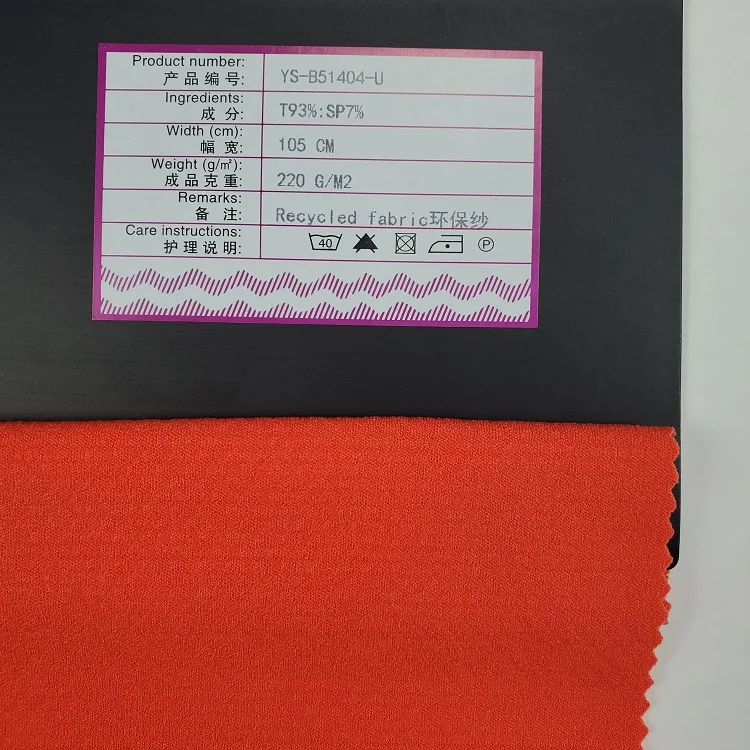 Product number:
产品编号: YS-B51404-U
Ingredients:
成 分: T93%:SP7%
Width (cm):
幅 宽: 105 CM
Weight (g/㎡):
成品克重: 220 G/M2
Remarks:
备 注: Recycled fabric环保纱
Care instructions:
护理说明: 40 P